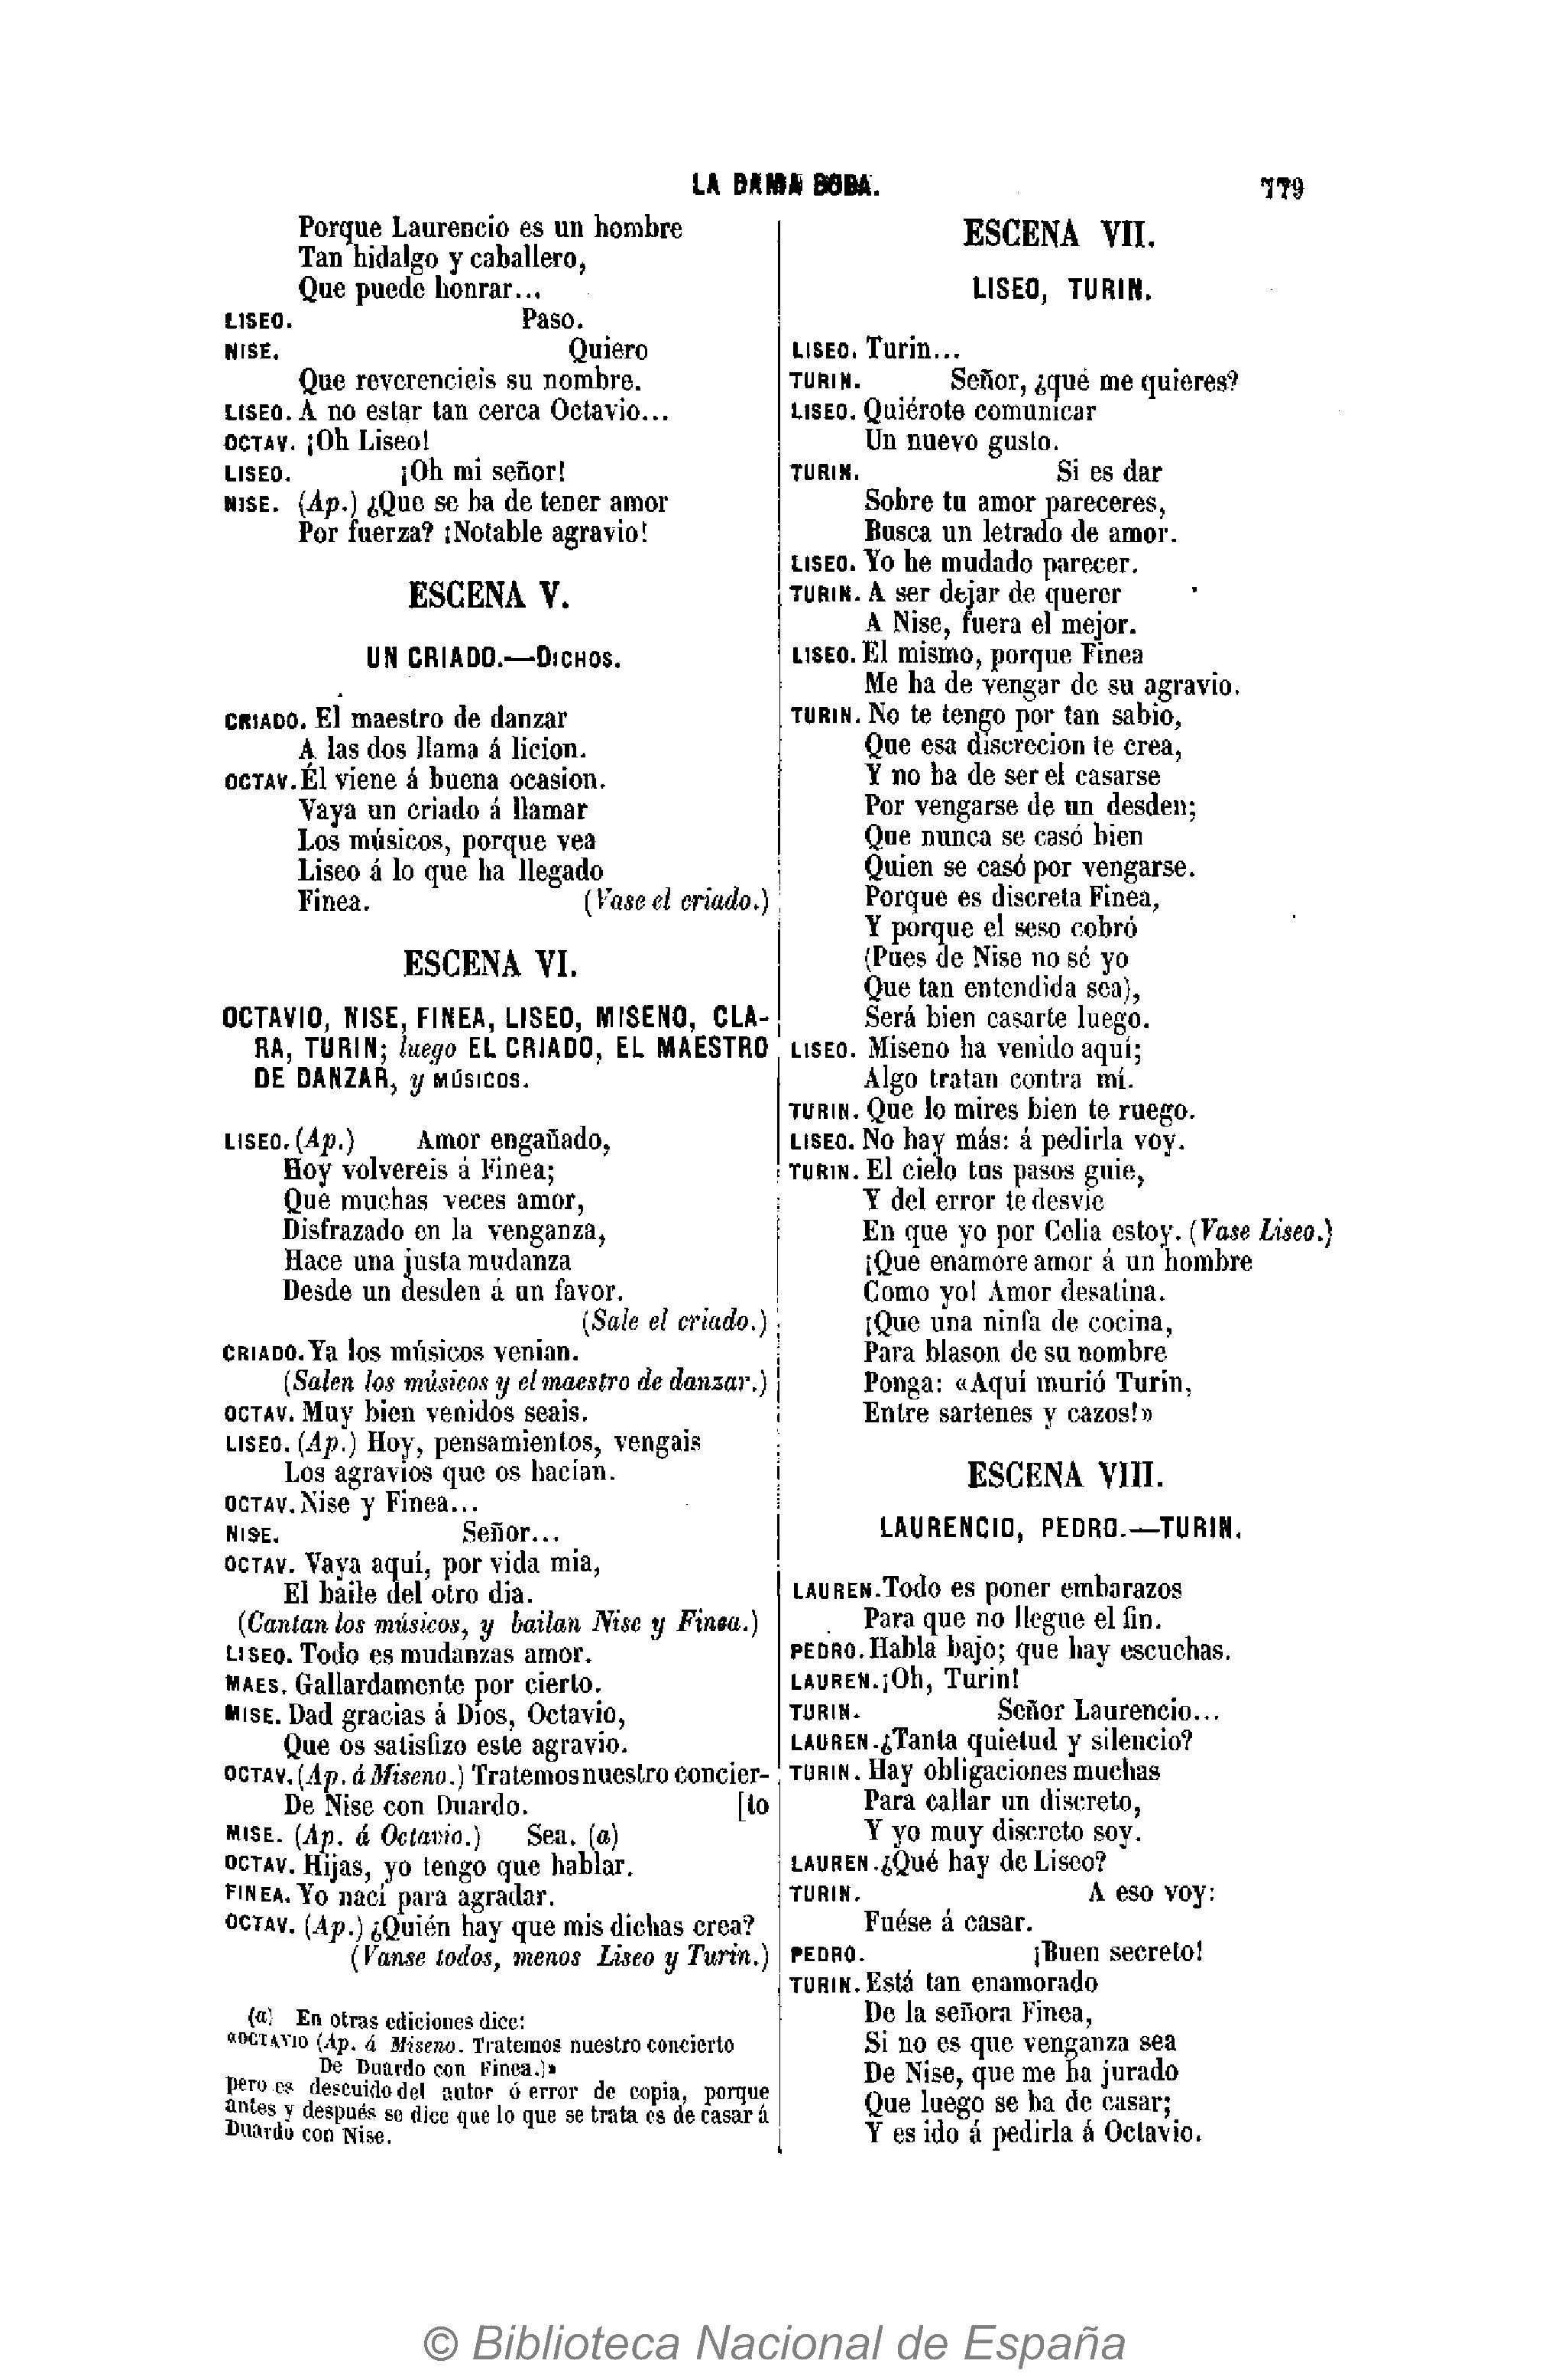 LA DAMA BOBA.
779
Porque Laurencio es un hombre
Tan hidalgo y caballero,
Que puede honrar...
LISEO. Paso.
NISE. Quiero
Que reverencieis su nombre.
LISEO. A no estar tan cerca Octavio...
OCTAV. ¡Oh Liseo!
LISEO. ¡Oh mi señor!
NISE. (Ap.) ¿Que se ha de tener amor
Por fuerza? ¡Notable agravio!
ESCENA V.
UN CRIADO.—DICHOS.
CRIADO. El maestro de danzar
A las dos llama á licion.
OCTAV. Él viene á buena ocasion.
Vaya un criado á llamar
Los músicos, porque vea
Liseo á lo que ha llegado
Finea. (Vase el criado.)
ESCENA VI.
OCTAVIO, NISE, FINEA, LISEO, MISENO, CLA-
RA, TURIN; luego EL CRIADO, EL MAESTRO
DE DANZAR, y MÚSICOS.
LISEO. (Ap.) Amor engañado,
Hoy volvereis á Finea;
Que muchas veces amor,
Disfrazado en la venganza,
Hace una justa mudanza
Desde un desden á un favor.
(Sale el criado.)
CRIADO. Ya los músicos venian.
(Salen los músicos y el maestro de danzar.)
OCTAV. Muy bien venidos seais.
LISEO. (Ap.) Hoy, pensamientos, vengais
Los agravios que os hacian.
OCTAV. Nise y Finea...
NISE. Señor...
OCTAV. Vaya aquí, por vida mia,
El baile del otro dia.
(Cantan los músicos, y bailan Nise y Finea.)
LISEO. Todo es mudanzas amor.
MAES. Gallardamente por cierto.
MISE. Dad gracias á Dios, Octavio,
Que os satisfizo este agravio.
OCTAV. (Ap. á Miseno.) Tratemos nuestro concier-
De Nise con Duardo. [to
MISE. (Ap. á Octavio.) Sea. (a)
OCTAV. Hijas, yo tengo que hablar.
FINEA. Yo nací para agradar.
OCTAV. (Ap.) ¿Quién hay que mis dichas crea?
(Vanse todos, menos Liseo y Turin.)
(a) En otras ediciones dice:
«OCTAVIO (Ap. á Miseno. Tratemos nuestro concierto
De Duardo con Finea.)»
pero es descuido del autor ó error de copia, porque
antes y después se dice que lo que se trata es de casar á
Duardo con Nise.
ESCENA VII.
LISEO, TURIN.
LISEO. Turin...
TURIN. Señor, ¿qué me quieres?
LISEO. Quiérote comunicar
Un nuevo gusto.
TURIN. Si es dar
Sobre tu amor pareceres,
Busca un letrado de amor.
LISEO. Yo he mudado parecer.
TURIN. A ser dejar de querer
A Nise, fuera el mejor.
LISEO. El mismo, porque Finea
Me ha de vengar de su agravio.
TURIN. No te tengo por tan sabio,
Que esa discrecion te crea,
Y no ha de ser el casarse
Por vengarse de un desden;
Que nunca se casó bien
Quien se casó por vengarse.
Porque es discreta Finea,
Y porque el seso cobró
(Pues de Nise no sé yo
Que tan entendida sea),
Será bien casarte luego.
LISEO. Miseno ha venido aquí;
Algo tratan contra mí.
TURIN. Que lo mires bien te ruego.
LISEO. No hay más: á pedirla voy.
TURIN. El cielo tus pasos guie,
Y del error te desvie
En que yo por Celia estoy. (Vase Liseo.)
¡Que enamore amor á un hombre
Como yo! Amor desatina.
¡Que una ninfa de cocina,
Para blason de su nombre
Ponga: «Aquí murió Turin,
Entre sartenes y cazos!»
ESCENA VIII.
LAURENCIO, PEDRO.—TURIN.
LAUREN. Todo es poner embarazos
Para que no llegue el fin.
PEDRO. Habla bajo; que hay escuchas.
LAUREN. ¡Oh, Turin!
TURIN. Señor Laurencio...
LAUREN. ¿Tanta quietud y silencio?
TURIN. Hay obligaciones muchas
Para callar un discreto,
Y yo muy discreto soy.
LAUREN. ¿Qué hay de Liseo?
TURIN. A eso voy:
Fuése á casar.
PEDRO. ¡Buen secreto!
TURIN. Está tan enamorado
De la señora Finea,
Si no es que venganza sea
De Nise, que me ha jurado
Que luego se ha de casar;
Y es ido á pedirla á Octavio.
© Biblioteca Nacional de España